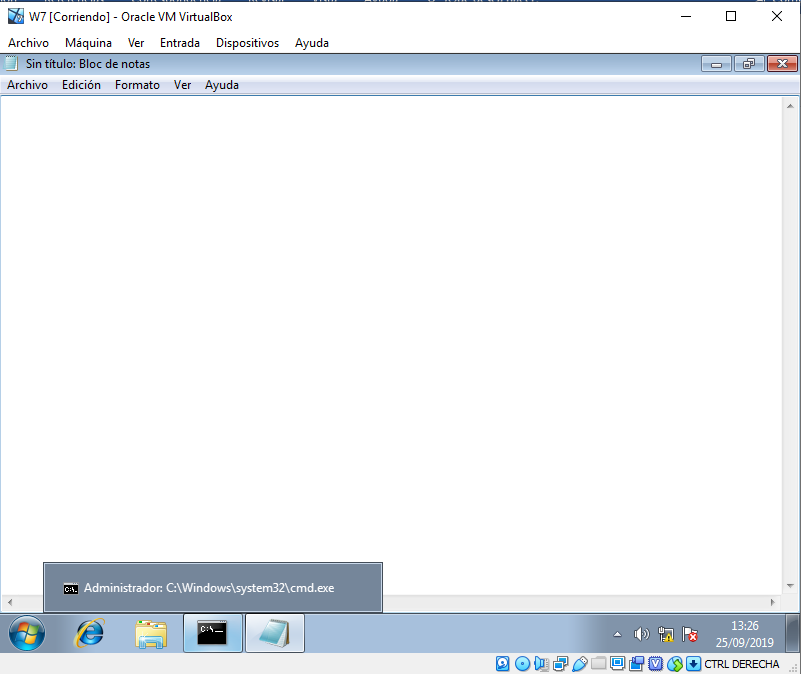 W7 [Corriendo] - Oracle VM VirtualBox
Archivo Máquina Ver Entrada Dispositivos Ayuda
Sin título: Bloc de notas
Archivo Edición Formato Ver Ayuda
Administrador: C:\Windows\system32\cmd.exe
C:\.
C:\._
13:26
25/09/2019
CTRL DERECHA